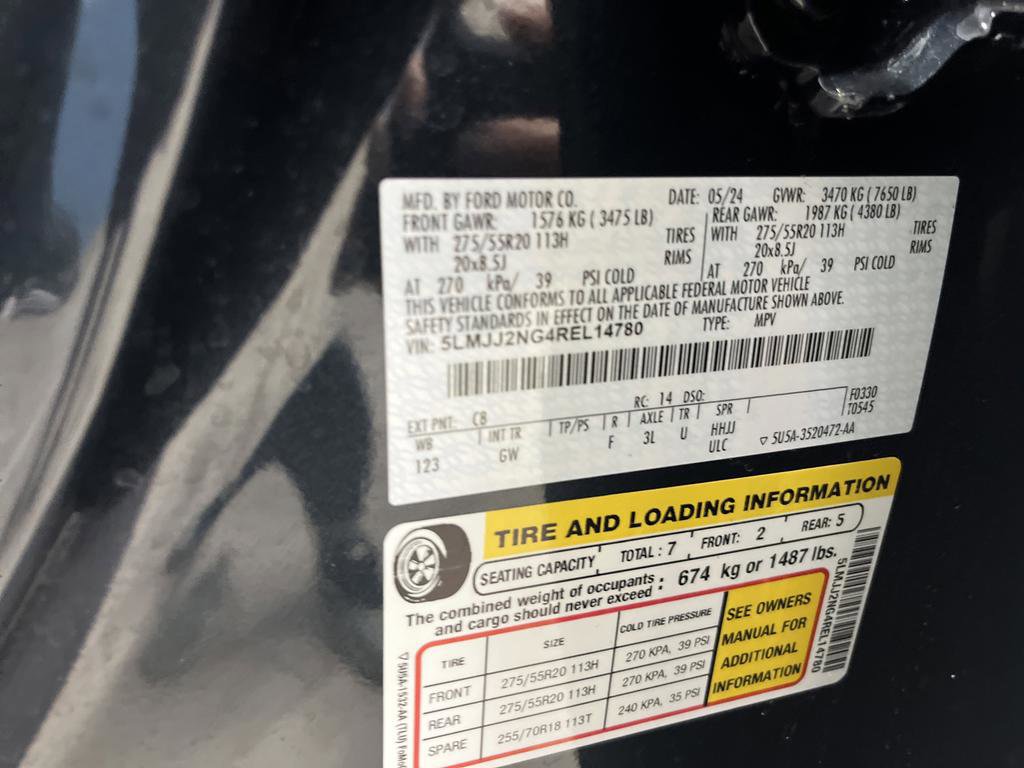 MFD. BY FORD MOTOR CO. DATE: 05/24 GVWR: 3470 KG ( 7650 LB)
FRONT GAWR: 1576 KG ( 3475 LB) REAR GAWR: 1987 KG ( 4380 LB)
WITH 275/55R20 113H TIRES WITH 275/55R20 113H TIRES
20x8.5J RIMS 20x8.5J RIMS
AT 270 kPa/ 39 PSI COLD AT 270 kPa/ 39 PSI COLD
THIS VEHICLE CONFORMS TO ALL APPLICABLE FEDERAL MOTOR VEHICLE
SAFETY STANDARDS IN EFFECT ON THE DATE OF MANUFACTURE SHOWN ABOVE.
VIN: 5LMJJ2NG4REL14780 TYPE: MPV
EXT PNT: C8 RC: 14 DSO: F0330
WB INT TR TP/PS R AXLE TR SPR T0545
123 GW F 3L U HHJJ
ULC ▽ 5U5A-3520472-AA
TIRE AND LOADING INFORMATION
SEATING CAPACITY TOTAL : 7 FRONT: 2 REAR: 5
The combined weight of occupants
and cargo should never exceed : 674 kg or 1487 lbs.
TIRE SIZE COLD TIRE PRESSURE
FRONT 275/55R20 113H 270 KPA, 39 PSI
REAR 275/55R20 113H 270 KPA, 39 PSI
SPARE 255/70R18 113T 240 KPA, 35 PSI
SEE OWNERS
MANUAL FOR
ADDITIONAL
INFORMATION
5LMJJ2NG4REL14780
▽ 5U5A-1532-AA (TLU)